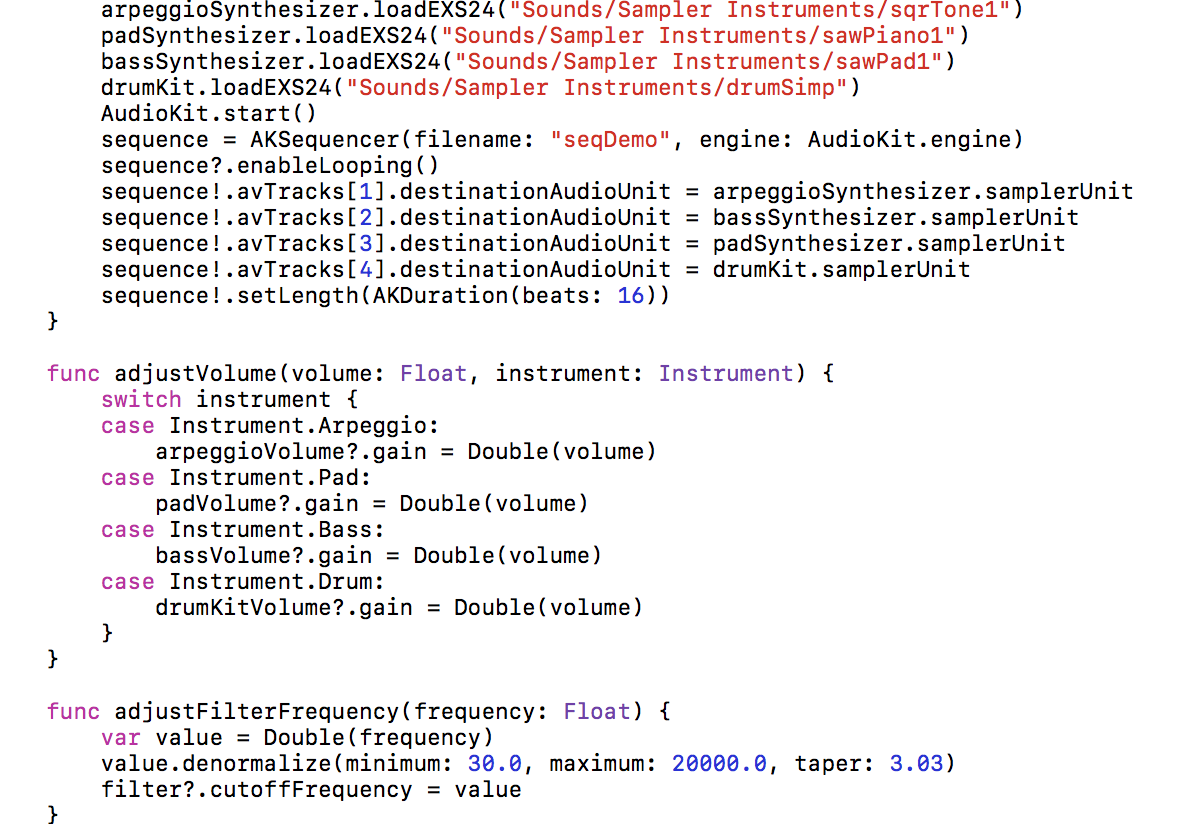 arpeggioSynthesizer.loadEXS24("Sounds/Sampler Instruments/sqrTone1")
padSynthesizer.loadEXS24("Sounds/Sampler Instruments/sawPiano1")
bassSynthesizer.loadEXS24("Sounds/Sampler Instruments/sawPad1")
drumKit.loadEXS24("Sounds/Sampler Instruments/drumSimp")
AudioKit.start()
sequence = AKSequencer(filename: "seqDemo", engine: AudioKit.engine)
sequence?.enableLooping()
sequence!.avTracks[1].destinationAudioUnit = arpeggioSynthesizer.samplerUnit
sequence!.avTracks[2].destinationAudioUnit = bassSynthesizer.samplerUnit
sequence!.avTracks[3].destinationAudioUnit = padSynthesizer.samplerUnit
sequence!.avTracks[4].destinationAudioUnit = drumKit.samplerUnit
sequence!.setLength(AKDuration(beats: 16))
}
func adjustVolume(volume: Float, instrument: Instrument) {
switch instrument {
case Instrument.Arpeggio:
arpeggioVolume?.gain = Double(volume)
case Instrument.Pad:
padVolume?.gain = Double(volume)
case Instrument.Bass:
bassVolume?.gain = Double(volume)
case Instrument.Drum:
drumKitVolume?.gain = Double(volume)
}
}
func adjustFilterFrequency(frequency: Float) {
var value = Double(frequency)
value.denormalize(minimum: 30.0, maximum: 20000.0, taper: 3.03)
filter?.cutoffFrequency = value
}